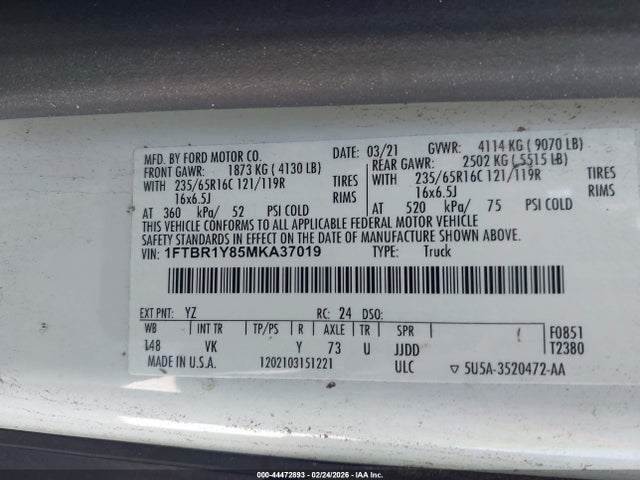 MFD. BY FORD MOTOR CO. DATE: 03/21 GVWR: 4114 KG ( 9070 LB)
FRONT GAWR: 1873 KG ( 4130 LB) REAR GAWR: 2502 KG ( 5515 LB)
WITH 235/65R16C 121/119R TIRES WITH 235/65R16C 121/119R TIRES
16x6.5J RIMS 16x6.5J RIMS
AT 360 kPa/ 52 PSI COLD AT 520 kPa/ 75 PSI COLD
THIS VEHICLE CONFORMS TO ALL APPLICABLE FEDERAL MOTOR VEHICLE
SAFETY STANDARDS IN EFFECT ON THE DATE OF MANUFACTURE SHOWN ABOVE.
VIN: 1FTBR1Y85MKA37019 TYPE: Truck
EXT PNT: YZ RC: 24 DSO: F0851
WB INT TR TP/PS R AXLE TR SPR T2380
148 VK Y 73 U JJDD
MADE IN U.S.A. 1202103151221 ULC ▽ 5U5A-3520472-AA
000-44472893 - 02/24/2026 - IAAI.com